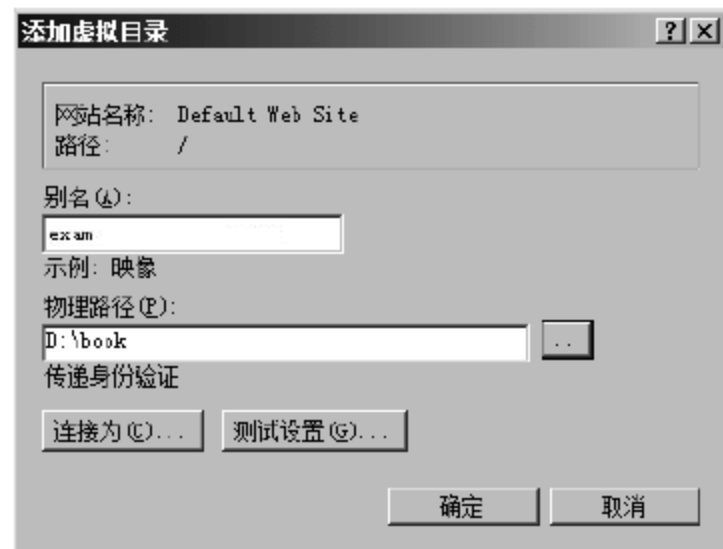 添加虚拟目录
网站名称: Default Web Site
路径: /
别名(A):
exam
示例: 映像
物理路径(P):
D:\book
..
传递身份验证
连接为(C)... 测试设置(G)...
确定 取消